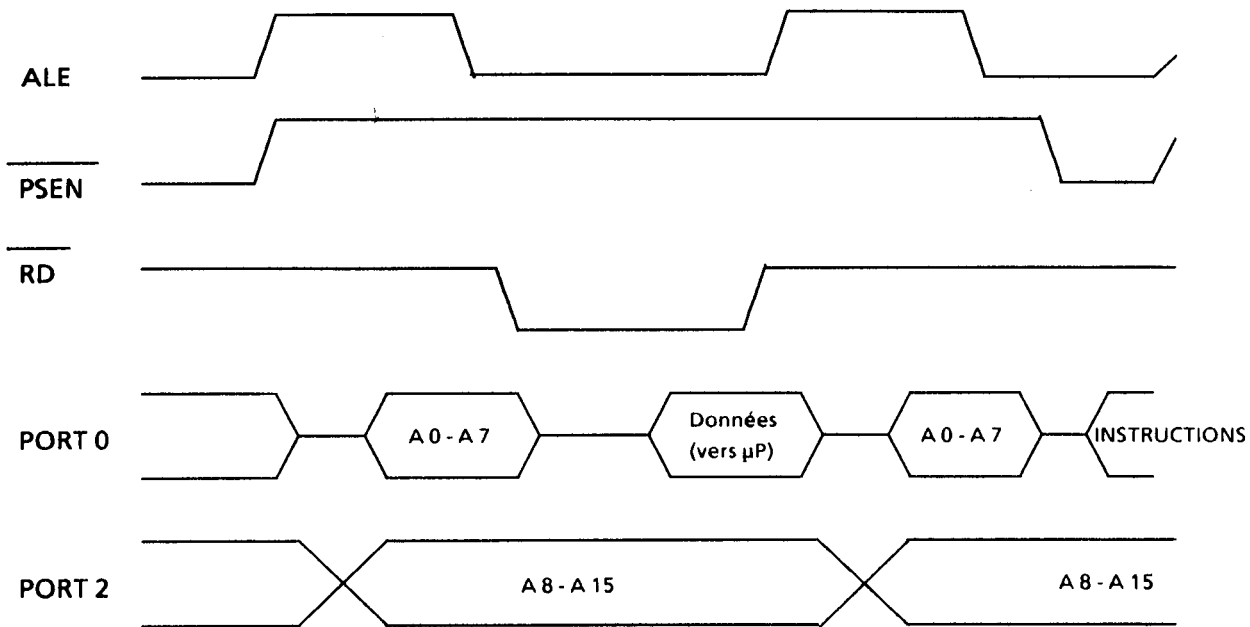 ALE
PSEN
RD
PORT 0
A0-A7
Données
(vers µP)
A0-A7
INSTRUCTIONS
PORT 2
A8-A15
A8-A15